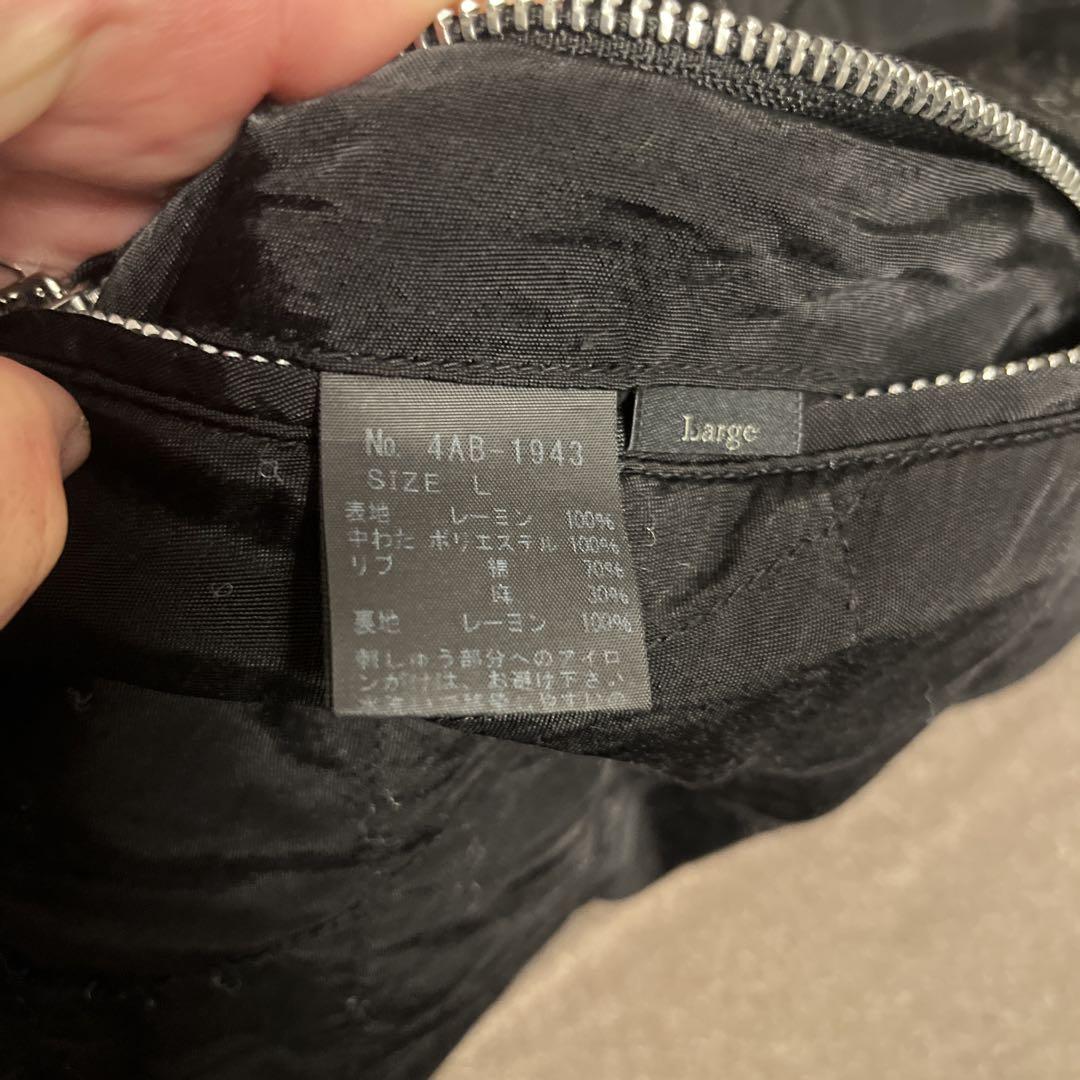 No. 4AB-1943
SIZE L
表地 レーヨン 100%
中わた ポリエステル 100%
リブ 綿 70%
麻 30%
裏地 レーヨン 100%
刺しゅう部分へのアイロ
ンがけは、お避け下さい
Large